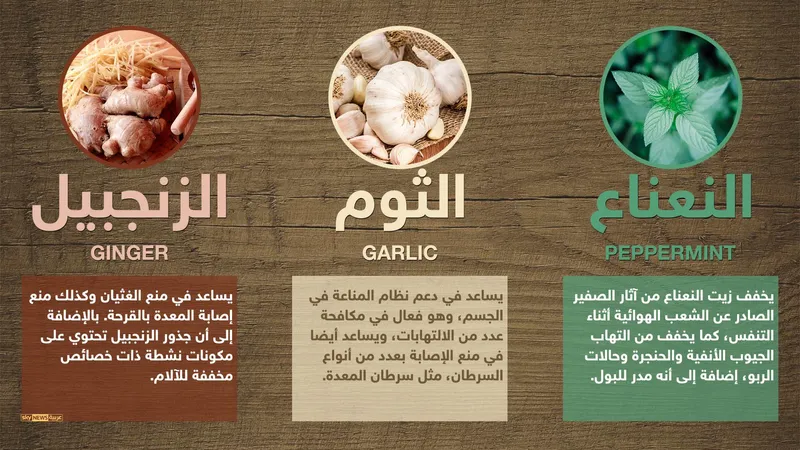 النعناع
PEPPERMINT
يخفف زيت النعناع من آثار الصفير
الصادر عن الشعب الهوائية أثناء
التنفس، كما يخفف من التهاب
الجيوب الأنفية والحنجرة وحالات
الربو، إضافة إلى أنه مدر للبول.
الثوم
GARLIC
يساعد في دعم نظام المناعة في
الجسم، وهو فعال في مكافحة
عدد من الالتهابات، ويساعد أيضا
في منع الإصابة بعدد من أنواع
السرطان، مثل سرطان المعدة.
الزنجبيل
GINGER
يساعد في منع الغثيان وكذلك منع
إصابة المعدة بالقرحة. بالإضافة
إلى أن جذور الزنجبيل تحتوي على
مكونات نشطة ذات خصائص
مخففة للآلام.
sky NEWS عربية